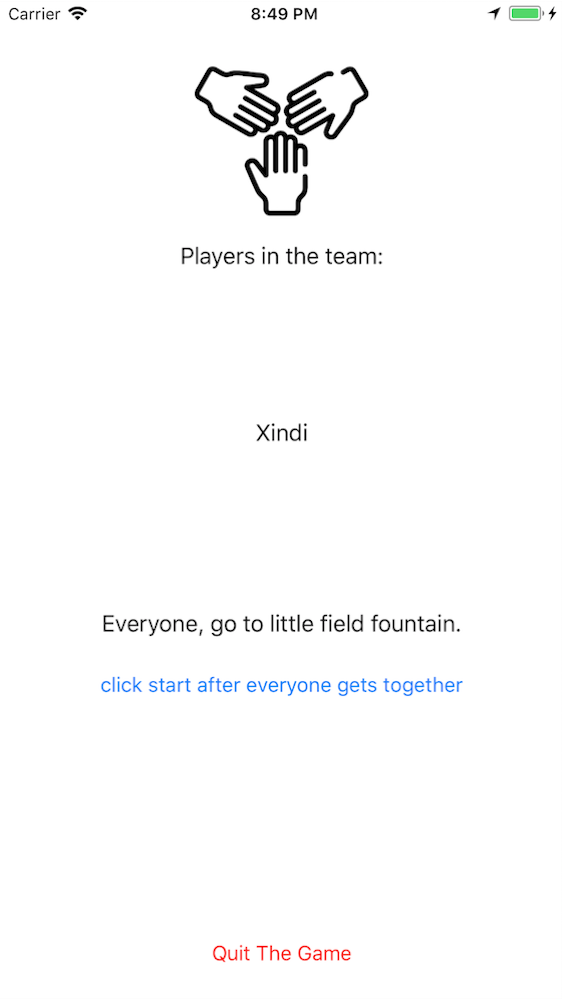 Carrier 8:49 PM
Players in the team:
Xindi
Everyone, go to little field fountain.
click start after everyone gets together
Quit The Game